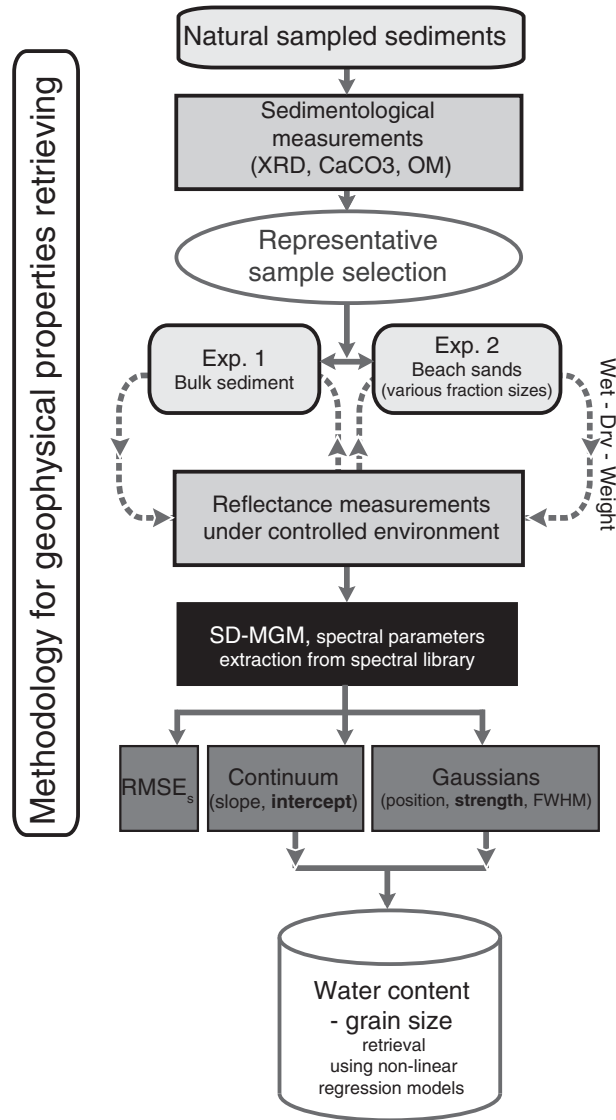 Methodology for geophysical properties retrieving
Natural sampled sediments
Sedimentological
measurements
(XRD, CaCO3, OM)
Representative
sample selection
Exp. 1
Bulk sediment
Exp. 2
Beach sands
(various fraction sizes)
Wet - Dry - Weight
Reflectance measurements
under controlled environment
SD-MGM, spectral parameters
extraction from spectral library
RMSEs
Continuum
(slope, intercept)
Gaussians
(position, strength, FWHM)
Water content
- grain size
retrieval
using non-linear
regression models